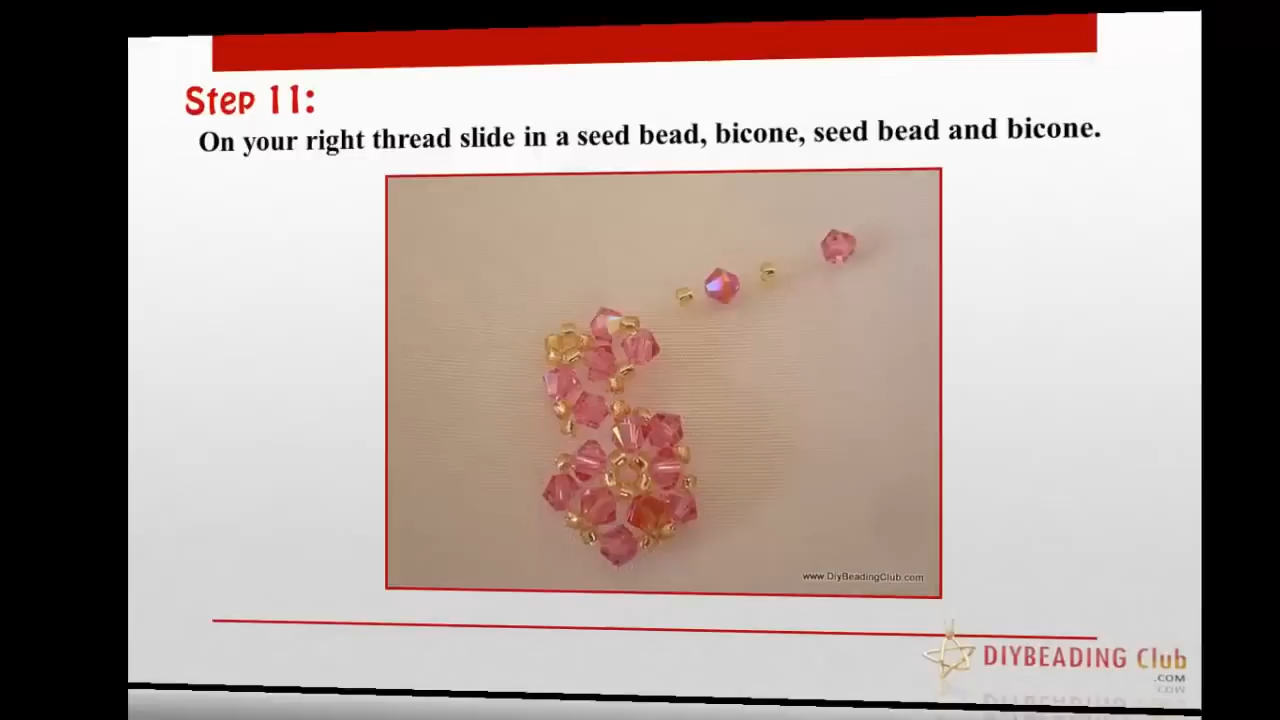 Step 11:
On your right thread slide in a seed bead, bicone, seed bead and bicone.
www.DiyBeadingClub.com
DIYBEADING Club
.COM